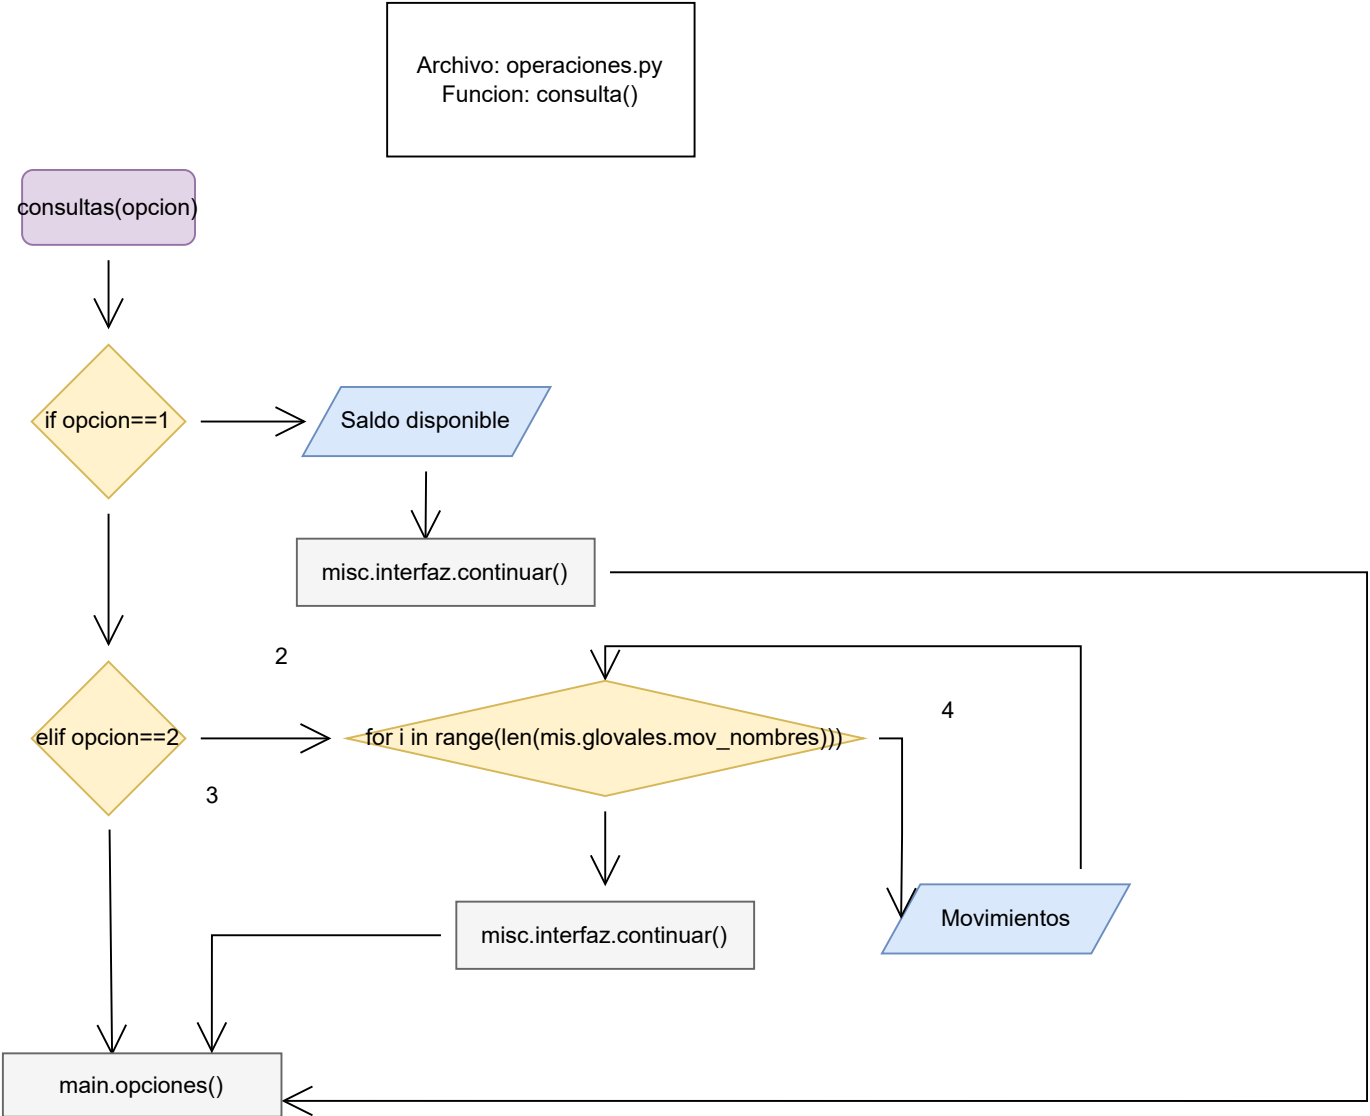 Archivo: operaciones.py
Funcion: consulta()
consultas(opcion)
if opcion==1
Saldo disponible
misc.interfaz.continuar()
2
elif opcion==2
for i in range(len(mis.glovales.mov_nombres)))
4
3
misc.interfaz.continuar()
Movimientos
main.opciones()